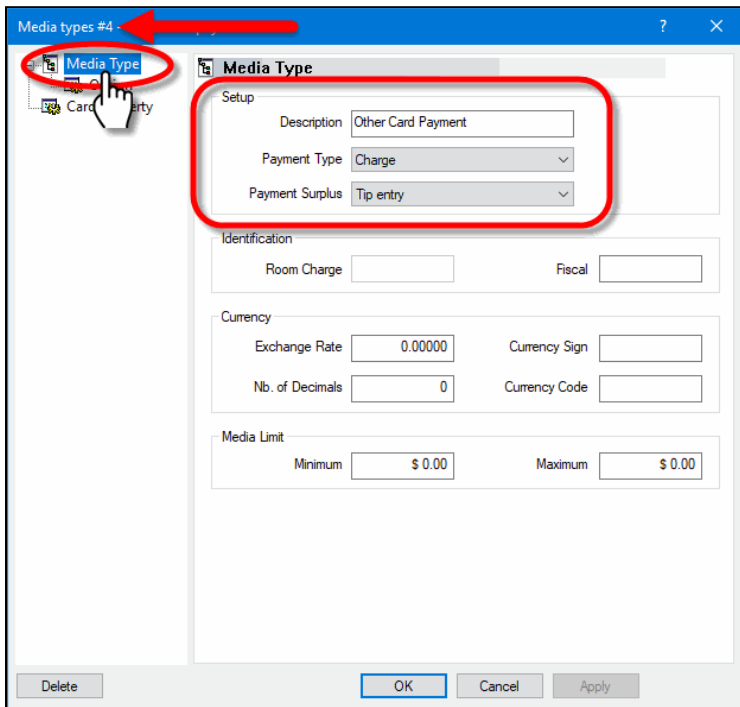 Media types #4 -
?
Media Type
Media Type
Setup
Description Other Card Payment
Payment Type Charge
Payment Surplus Tip entry
Identification
Room Charge Fiscal
Currency
Exchange Rate 0.00000 Currency Sign
Nb. of Decimals 0 Currency Code
Media Limit
Minimum $ 0.00 Maximum $ 0.00
Delete OK Cancel Apply